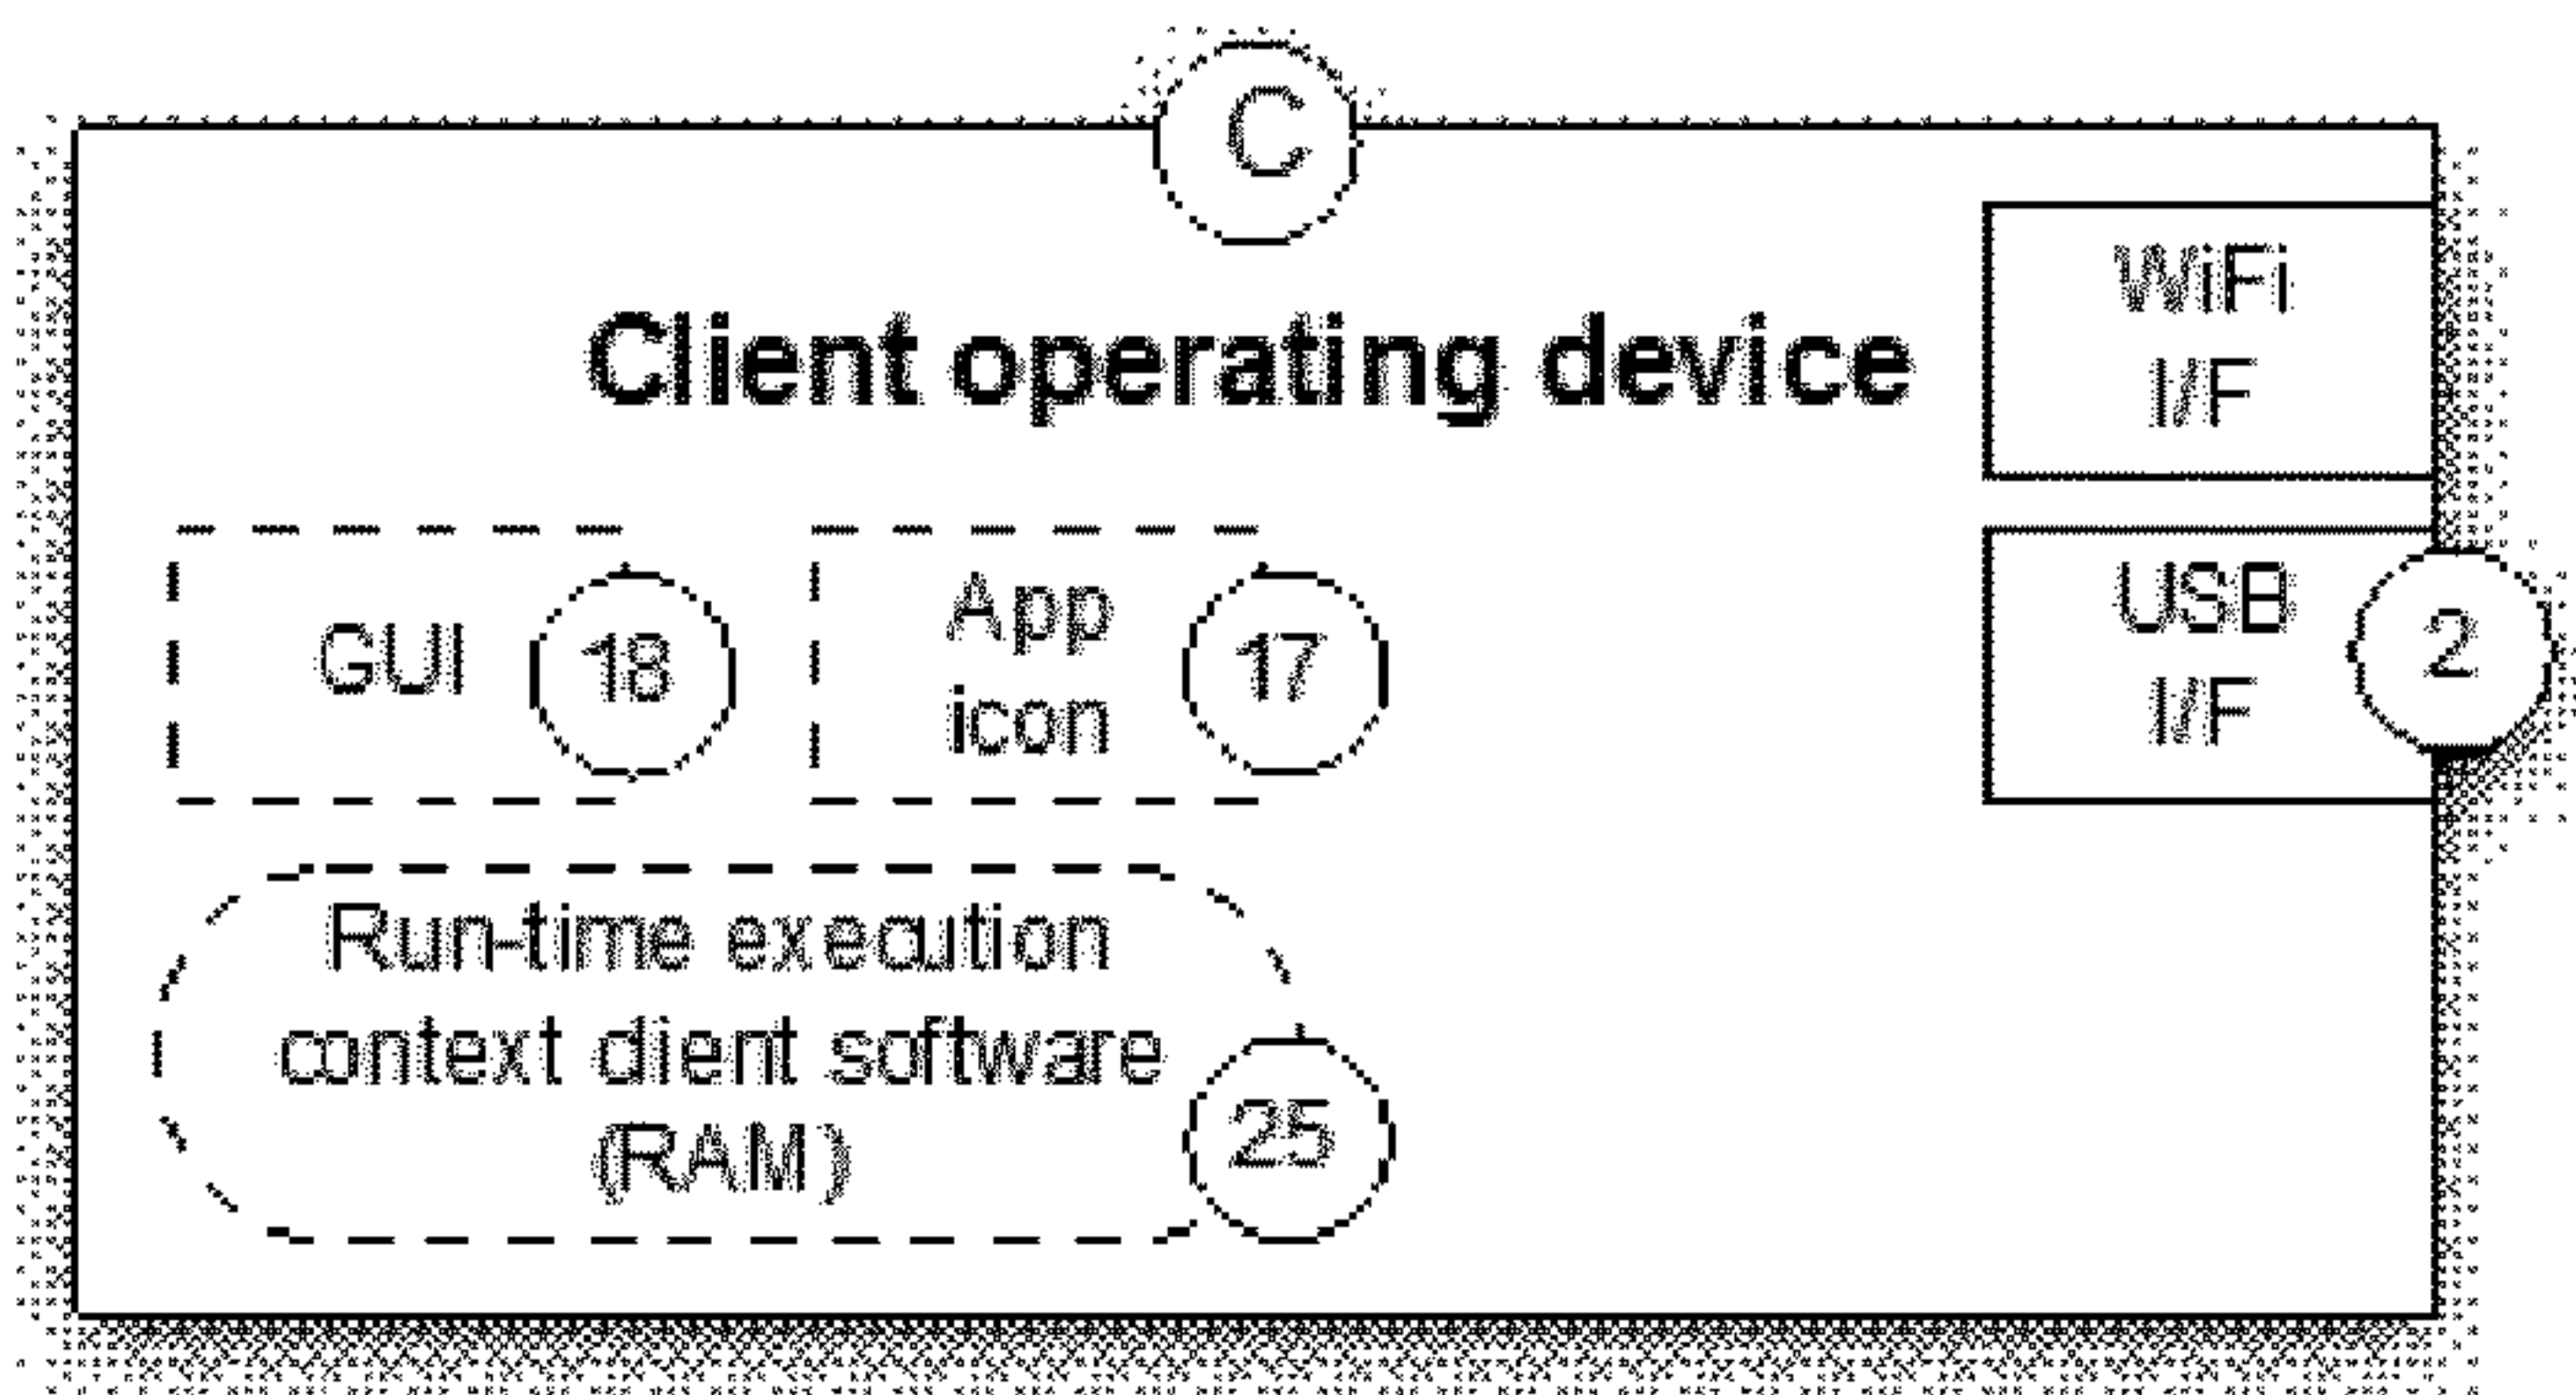 C
Client operating device
WiFi
I/F
GUI
18
App
icon
17
USB
I/F
2
Run-time execution
context client software
(RAM)
25